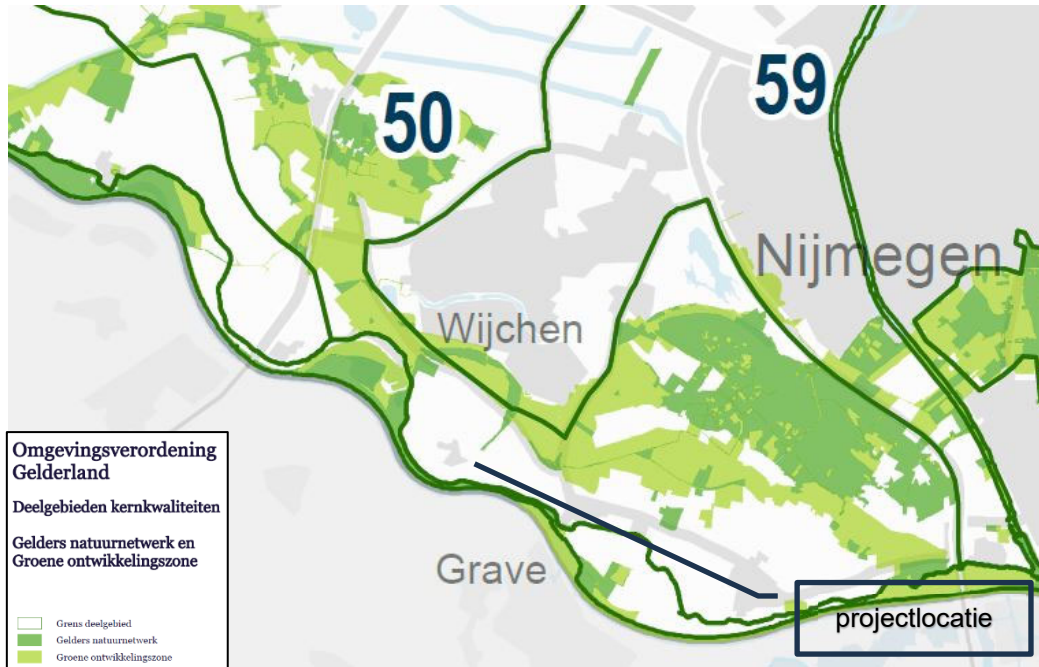 50
59
Nijmegen
Wijchen
Grave
projectlocatie
Omgevingsverordening
Gelderland
Deelgebieden kernkwaliteiten
Gelders natuurnetwerk en
Groene ontwikkelingszone
Grens deelgebied
Gelders natuurnetwerk
Groene ontwikkelingszone